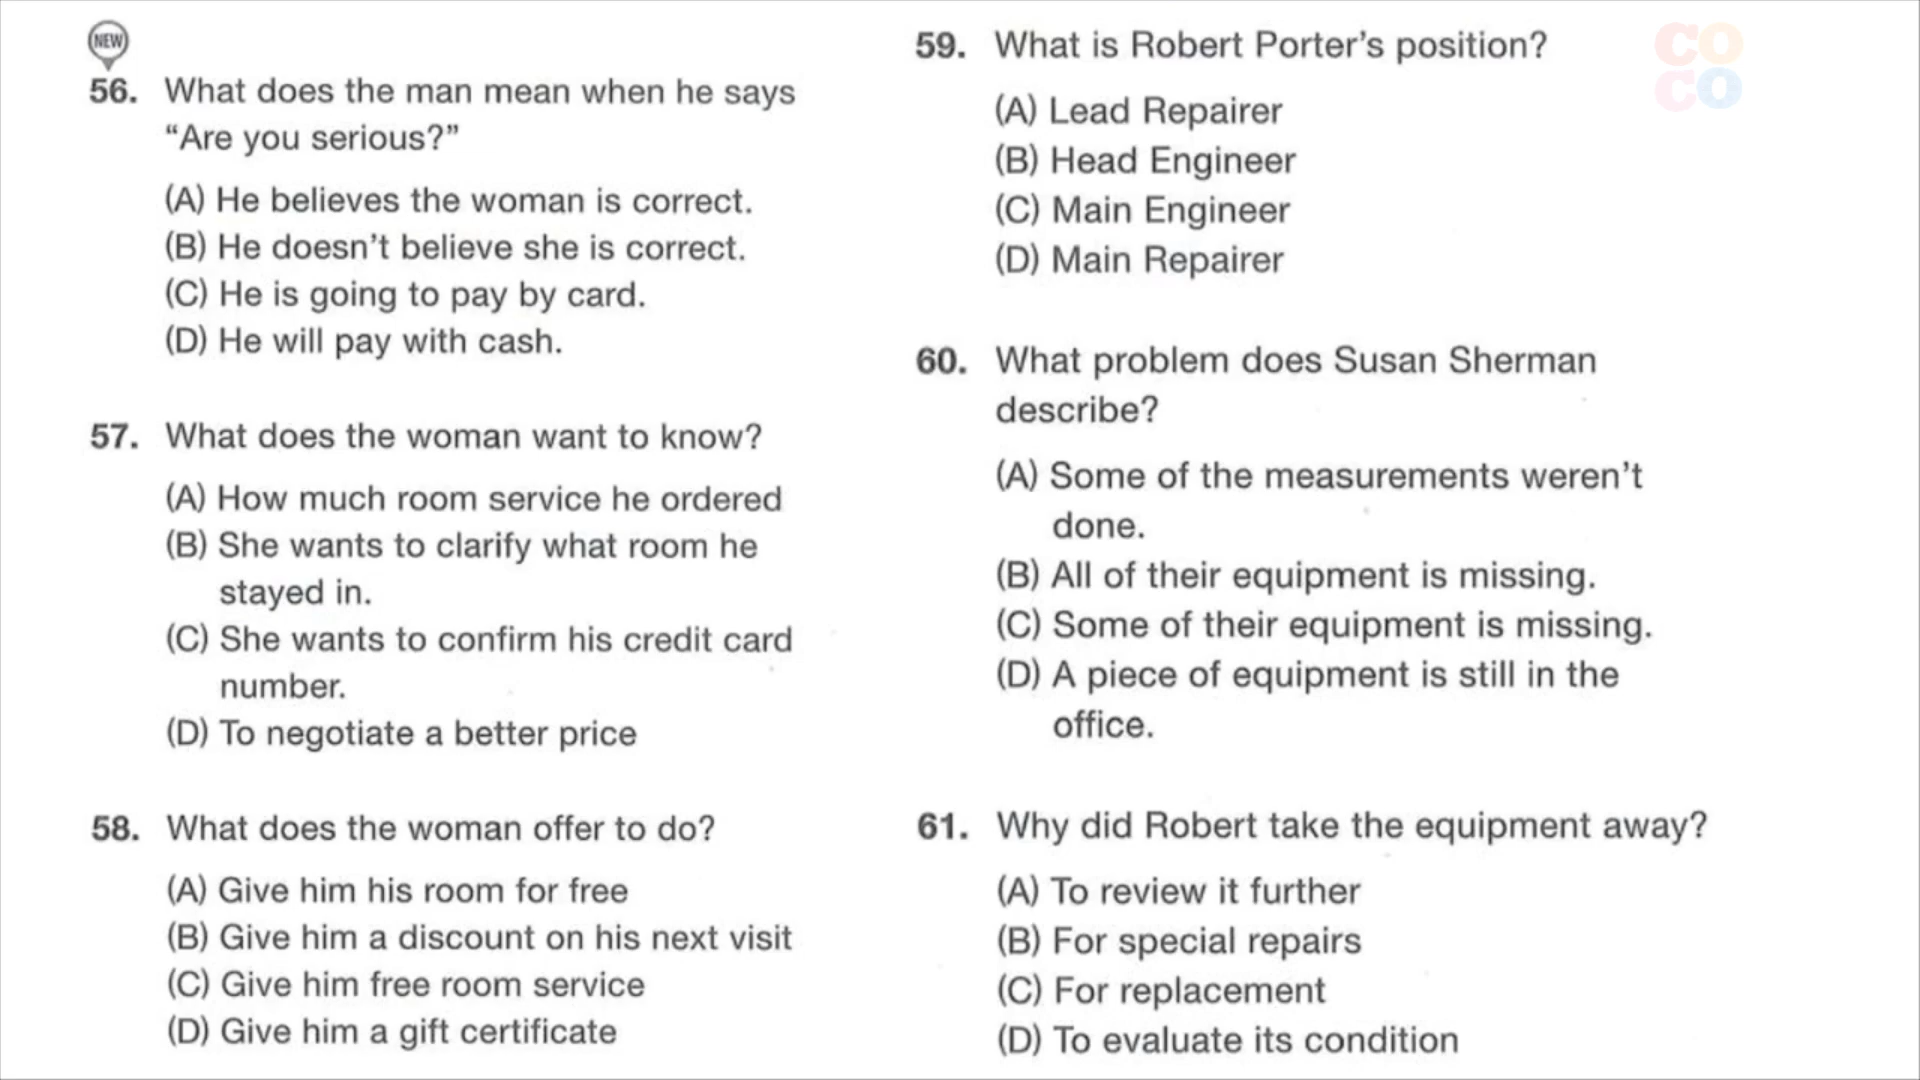 NEW
56. What does the man mean when he says
“Are you serious?”
(A) He believes the woman is correct.
(B) He doesn’t believe she is correct.
(C) He is going to pay by card.
(D) He will pay with cash.
57. What does the woman want to know?
(A) How much room service he ordered
(B) She wants to clarify what room he
stayed in.
(C) She wants to confirm his credit card
number.
(D) To negotiate a better price
58. What does the woman offer to do?
(A) Give him his room for free
(B) Give him a discount on his next visit
(C) Give him free room service
(D) Give him a gift certificate
59. What is Robert Porter’s position?
(A) Lead Repairer
(B) Head Engineer
(C) Main Engineer
(D) Main Repairer
60. What problem does Susan Sherman
describe?
(A) Some of the measurements weren’t
done.
(B) All of their equipment is missing.
(C) Some of their equipment is missing.
(D) A piece of equipment is still in the
office.
61. Why did Robert take the equipment away?
(A) To review it further
(B) For special repairs
(C) For replacement
(D) To evaluate its condition
CO
CO